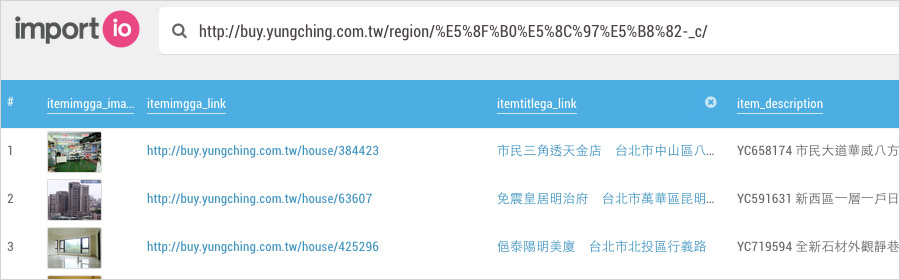 import io
http://buy.yungching.com.tw/region/%E5%8F%B0%E5%8C%97%E5%B8%82-_c/
# itemimgga_ima... itemimgga_link itemtitlega_link item_description
1 http://buy.yungching.com.tw/house/384423 市民三角透天金店 台北市中山區八... YC658174 市民大道華威八方
2 http://buy.yungching.com.tw/house/63607 免震皇居明治府 台北市萬華區昆明... YC591631 新西區一層一戶日
3 http://buy.yungching.com.tw/house/425296 俋泰陽明美廈 台北市北投區行義路 YC719594 全新石材外觀靜巷